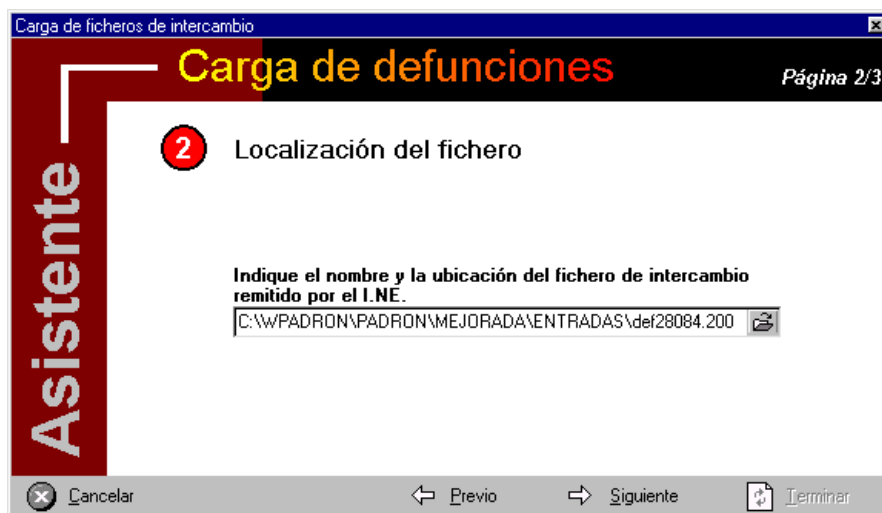 Carga de ficheros de intercambio
Carga de defunciones
Página 2/3
Asistente
2 Localización del fichero
Indique el nombre y la ubicación del fichero de intercambio
remitido por el I.NE.
C:\WPADRON\PADRON\MEJORADA\ENTRADAS\def28084.200
Cancelar
Previo
Siguiente
Terminar